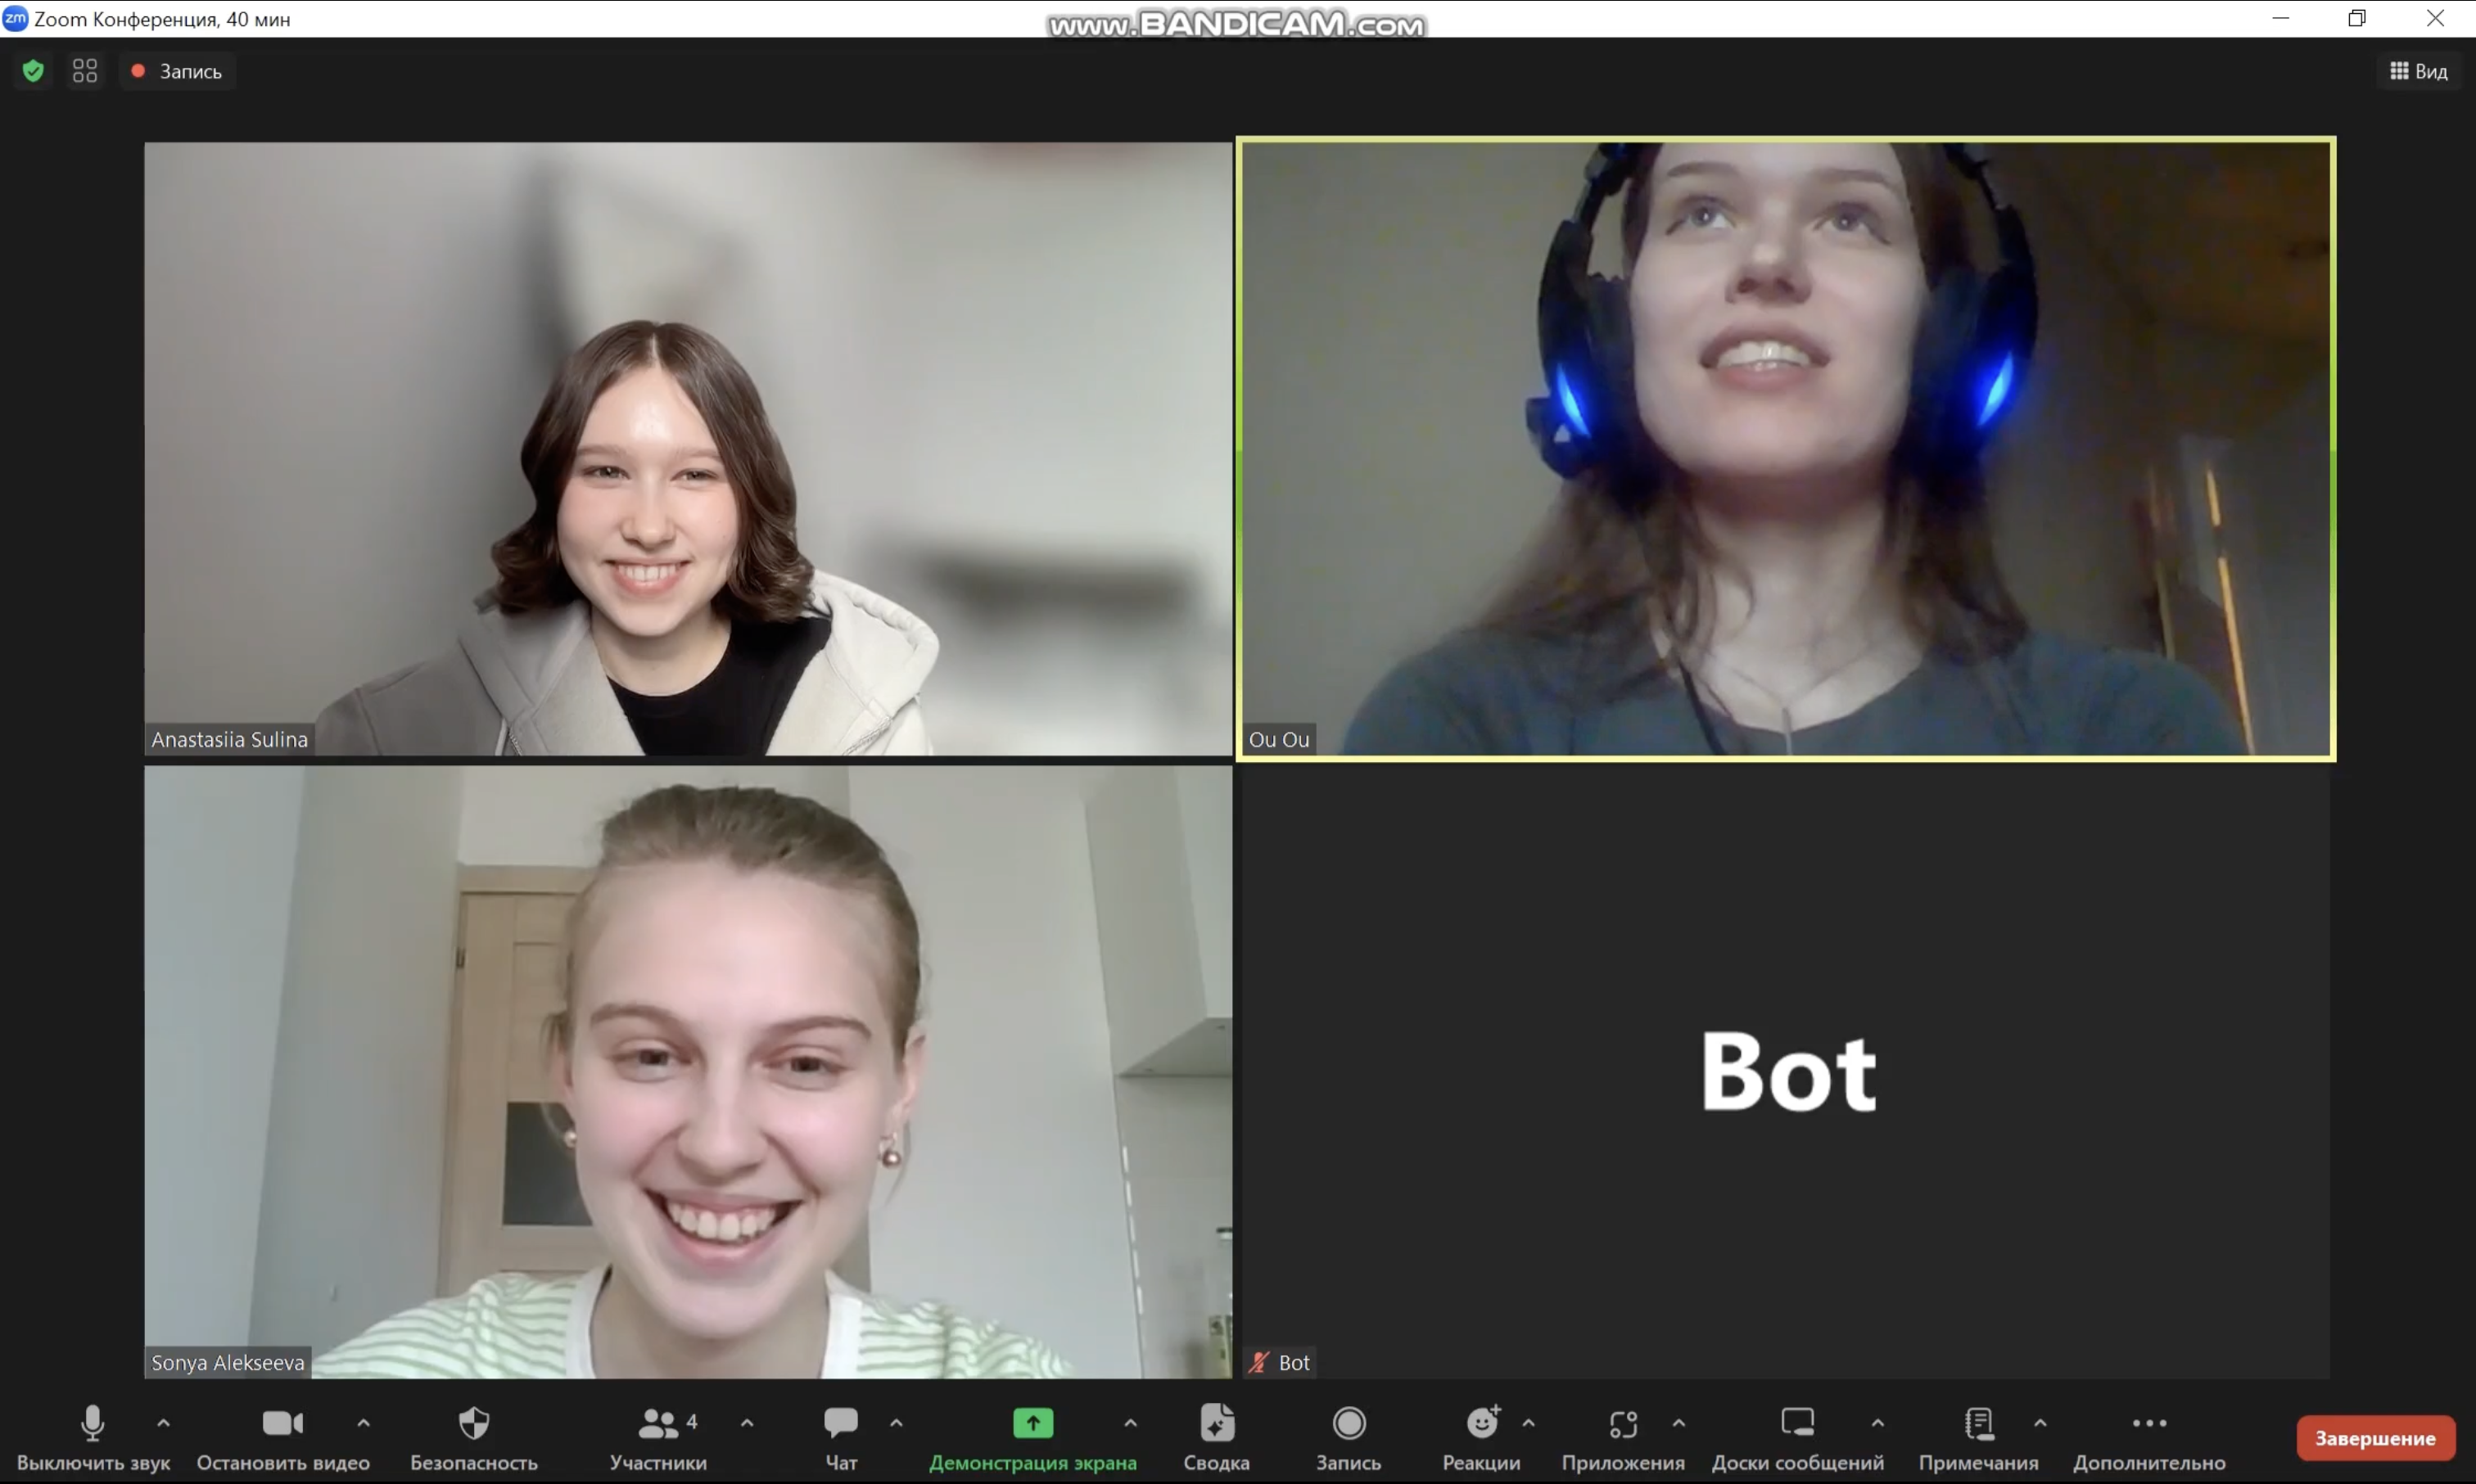 zm Zoom Конференция, 40 мин
www.BANDICAM.com
Запись
Вид
Anastasiia Sulina
Ou Ou
Sonya Alekseeva
Bot
Bot
4
Выключить звук
Остановить видео
Безопасность
Участники
Чат
Демонстрация экрана
Сводка
Запись
Реакции
Приложения
Доски сообщений
Примечания
Дополнительно
Завершение